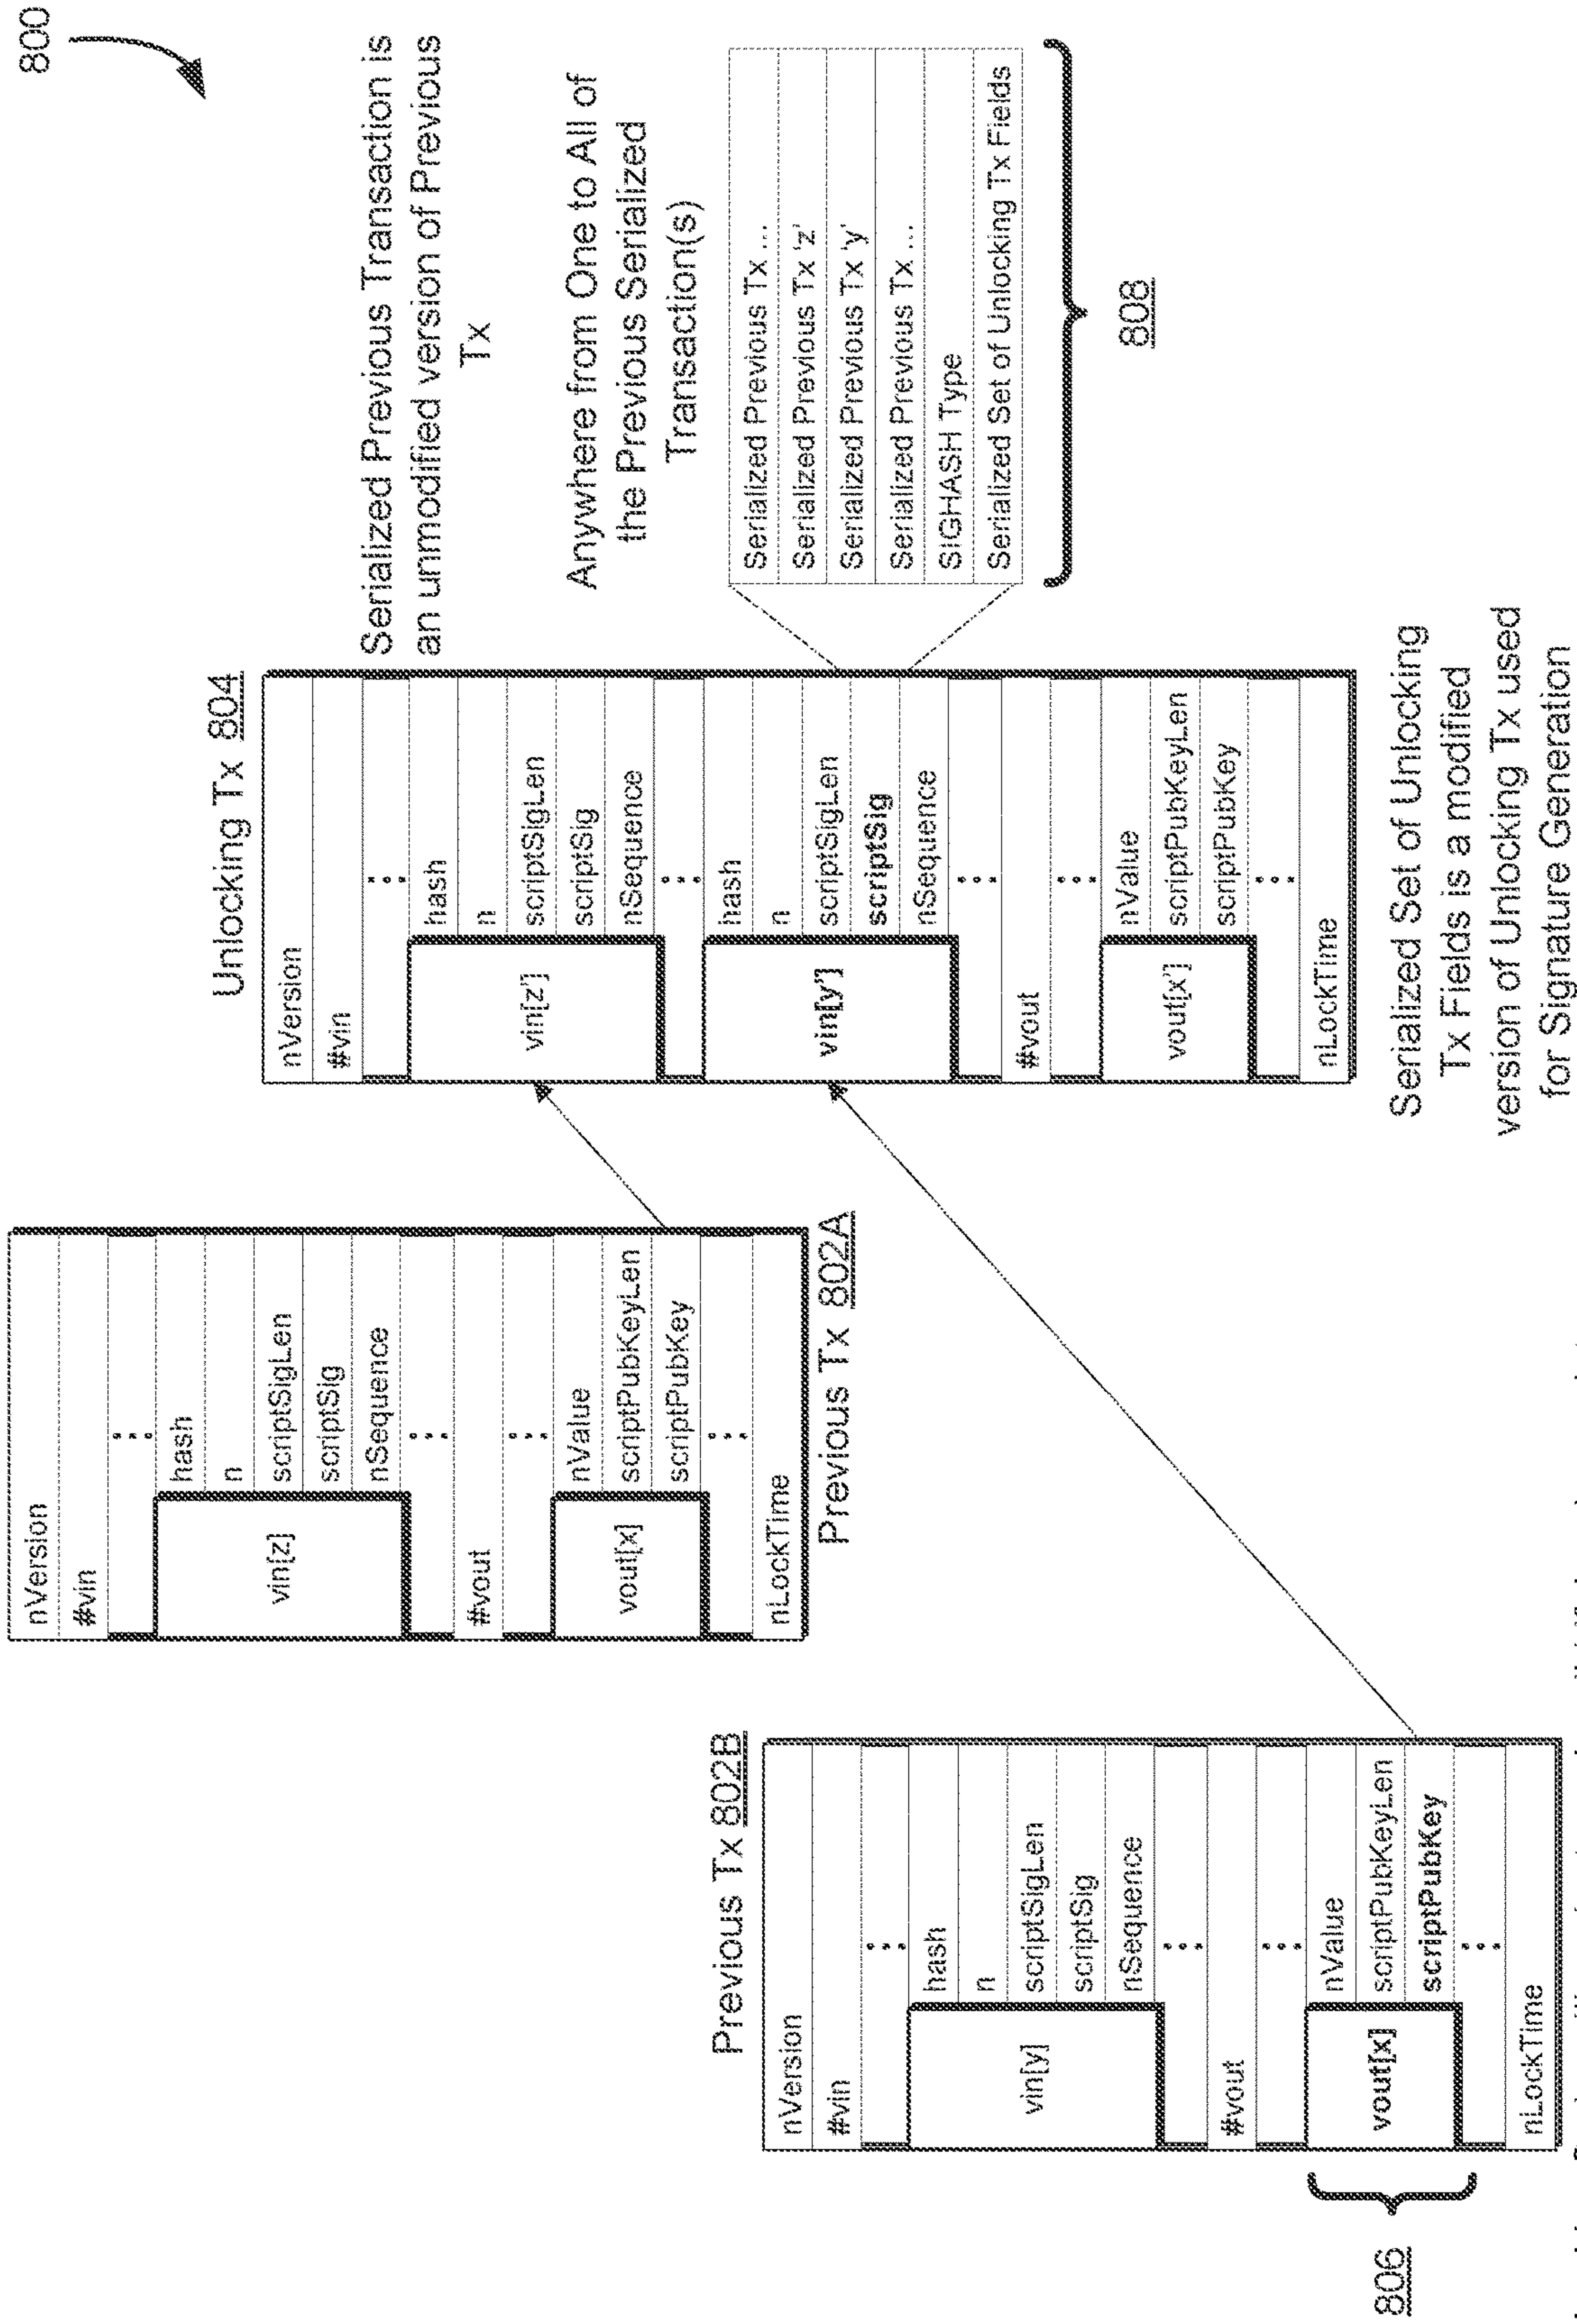 800
Previous Tx 802B
nVersion
#vin
...
vin[y]
hash
n
scriptSigLen
scriptSig
nSequence
...
#vout
...
vout[x]
nValue
scriptPubKeyLen
scriptPubKey
...
nLockTime
806
nVersion
#vin
...
vin[z]
hash
n
scriptSigLen
scriptSig
nSequence
...
#vout
...
vout[x]
nValue
scriptPubKeyLen
scriptPubKey
...
nLockTime
Previous Tx 802A
Unlocking Tx 804
nVersion
#vin
...
vin[z']
hash
n
scriptSigLen
scriptSig
nSequence
...
vin[y']
hash
n
scriptSigLen
scriptSig
nSequence
...
#vout
...
vout[x']
nValue
scriptPubKeyLen
scriptPubKey
...
nLockTime
Serialized Set of Unlocking
Tx Fields is a modified
version of Unlocking Tx used
for Signature Generation
Serialized Previous Transaction is
an unmodified version of Previous
Tx
Anywhere from One to All of
the Previous Serialized
Transaction(s)
Serialized Previous Tx ...
Serialized Previous Tx 'z'
Serialized Previous Tx 'y'
Serialized Previous Tx...
SIGHASH Type
Serialized Set of Unlocking Tx Fields
808